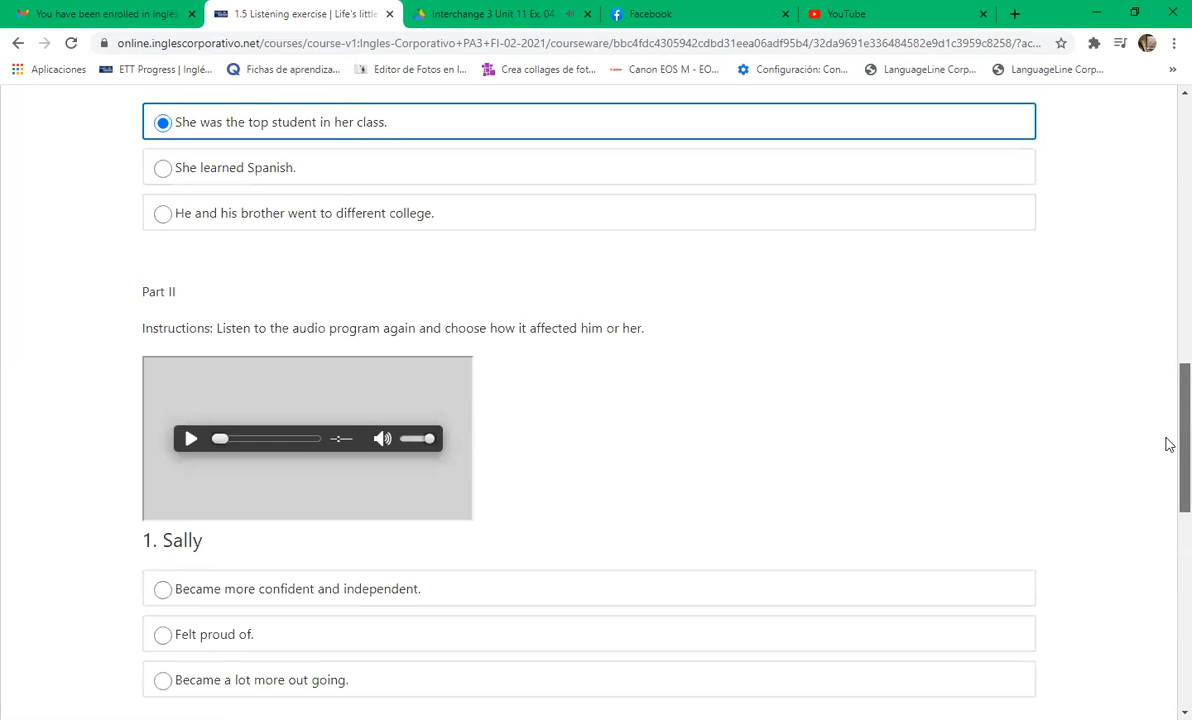 You have been enrolled in Inglés
1.5 Listening exercise | Life's little
Interchange 3 Unit 11 Ex. 04
Facebook
YouTube
online.inglescorporativo.net/courses/course-v1:Ingles-Corporativo+PA3+FI-02-2021/courseware/bbc4fdc4305942cdbd31eea06adf95b4/32da9691e336484582e9d1c3959c8258/?ac...
Aplicaciones
ETT Progress | Inglé...
Fichas de aprendiza...
Editor de Fotos en l...
Crea collages de fot...
Canon EOS M - EO...
Configuración: Con...
LanguageLine Corp...
LanguageLine Corp...
She was the top student in her class.
She learned Spanish.
He and his brother went to different college.
Part II
Instructions: Listen to the audio program again and choose how it affected him or her.
1. Sally
Became more confident and independent.
Felt proud of.
Became a lot more out going.